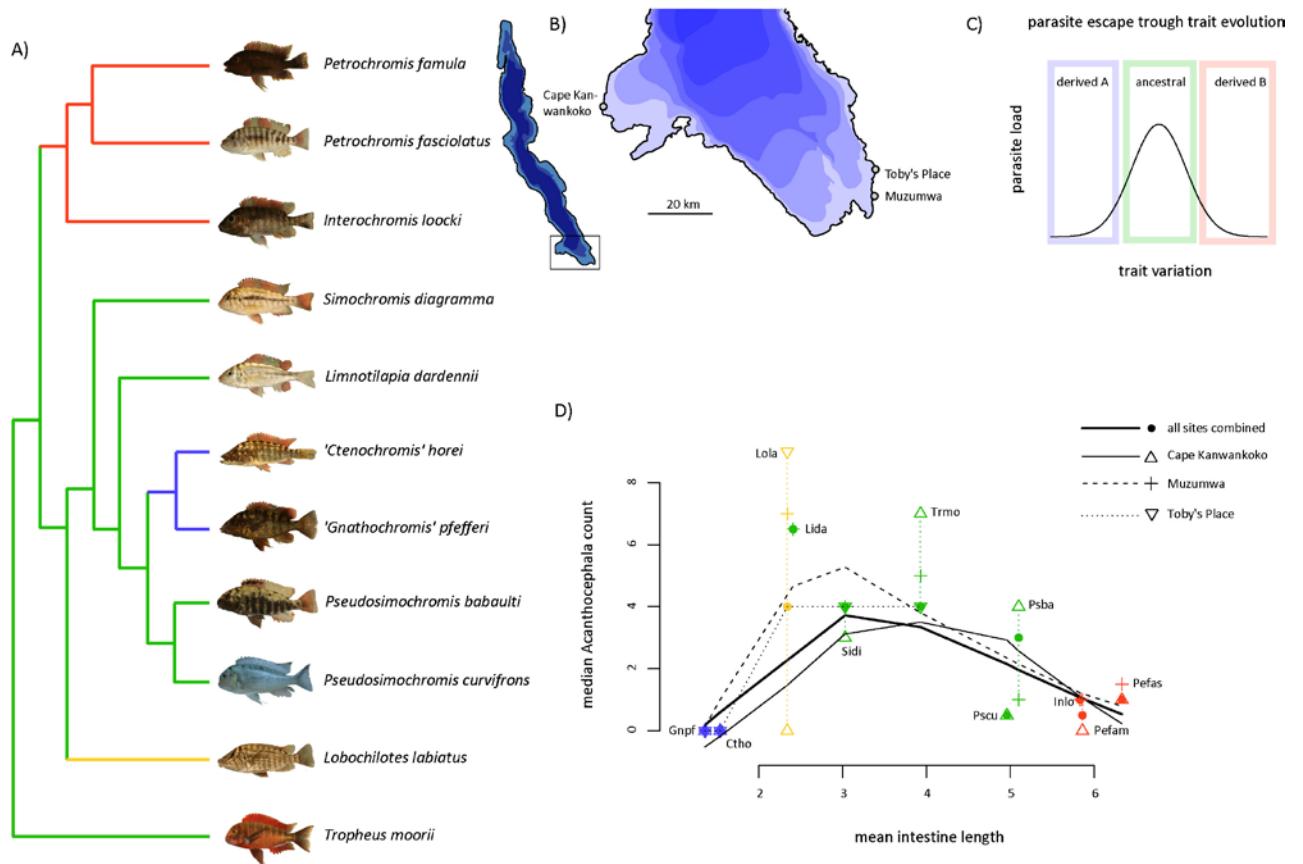 A)
Petrochromis famula
Petrochromis fasciolatus
Interochromis loocki
Simochromis diagramma
Limnotilapia dardennii
'Ctenochromis' horei
'Gnathochromis' pfefferi
Pseudosimochromis babaulti
Pseudosimochromis curvifrons
Lobochilotes labiatus
Tropheus moorii
B)
Cape Kan-
wankoko
Toby's Place
Muzumwa
20 km
C)
parasite escape trough trait evolution
derived A
ancestral
derived B
parasite load
trait variation
D)
all sites combined
Cape Kanwankoko
Muzumwa
Toby's Place
median Acanthocephala count
8
6
4
2
0
Lola
Lida
Trmo
Sidi
Psba
Pscu
Inlo
Pefas
Pefam
Gnpf
Ctho
2
3
4
5
6
mean intestine length